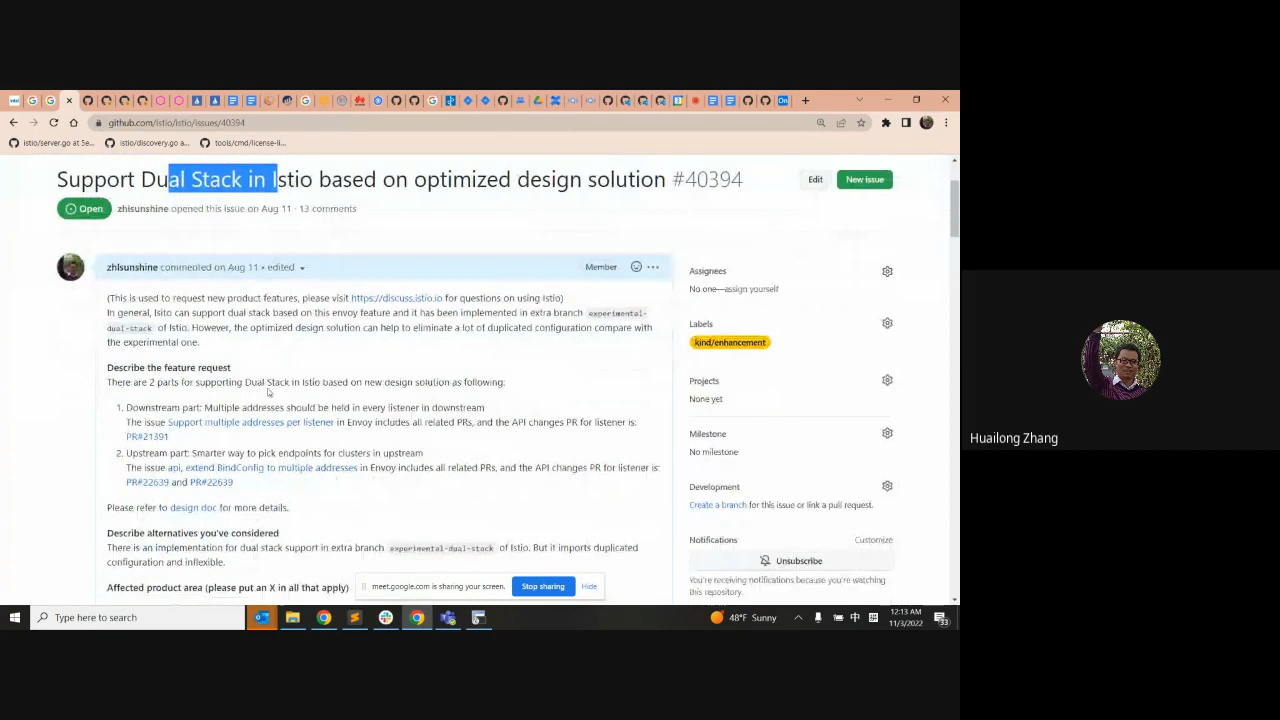 github.com/istio/istio/issues/40394
istio/server.go at 5e...
istio/discovery.go a...
tools/cmd/license-li...
Support Dual Stack in Istio based on optimized design solution #40394
Edit
New issue
Open
zhlsunshine opened this issue on Aug 11 · 13 comments
zhlsunshine commented on Aug 11 • edited
Member
(This is used to request new product features, please visit https://discuss.istio.io for questions on using Istio)
In general, Isito can support dual stack based on this envoy feature and it has been implemented in extra branch experimental-
dual-stack of Istio. However, the optimized design solution can help to eliminate a lot of duplicated configuration compare with
the experimental one.
Describe the feature request
There are 2 parts for supporting Dual Stack in Istio based on new design solution as following:
1. Downstream part: Multiple addresses should be held in every listener in downstream
The issue Support multiple addresses per listener in Envoy includes all related PRs, and the API changes PR for listener is:
PR#21391
2. Upstream part: Smarter way to pick endpoints for clusters in upstream
The issue api, extend BindConfig to multiple addresses in Envoy includes all related PRs, and the API changes PR for listener is:
PR#22639 and PR#22639
Please refer to design doc for more details.
Describe alternatives you've considered
There is an implementation for dual stack support in extra branch experimental-dual-stack of Istio. But it imports duplicated
configuration and inflexible.
Affected product area (please put an X in all that apply)
Assignees
No one—assign yourself
Labels
kind/enhancement
Projects
None yet
Milestone
No milestone
Development
Create a branch for this issue or link a pull request.
Notifications
Customize
Unsubscribe
You're receiving notifications because you're watching
this repository.
meet.google.com is sharing your screen.
Stop sharing
Hide
Type here to search
48°F Sunny
中
12:13 AM
11/3/2022
33
Huailong Zhang